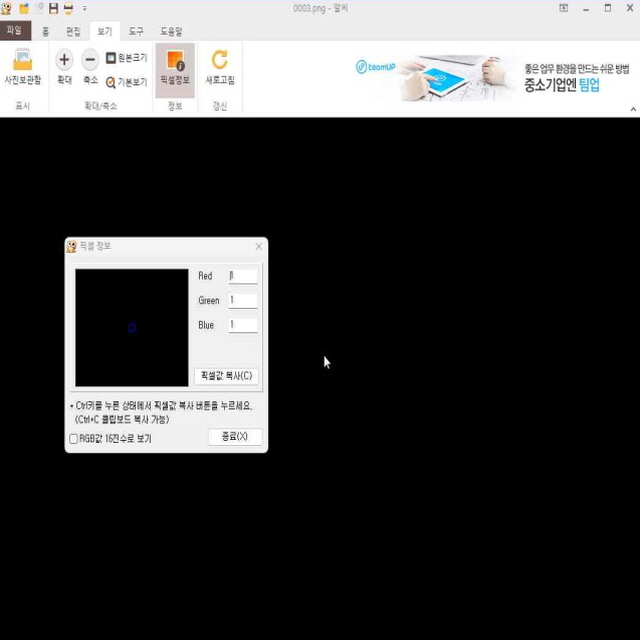 0003.png - 알씨
파일 홈 편집 보기 도구 도움말
사진보관함 확대 축소 원본크기 기본보기 픽셀정보 새로고침
표시 확대/축소 정보 갱신
teamUP
좋은 업무 환경을 만드는 쉬운 방법
중소기업엔 팀업
픽셀 정보
Red 1
Green 1
Blue 1
픽셀값 복사(C)
* Ctrl키를 누른 상태에서 픽셀값 복사 버튼을 누르세요.
(Ctrl+C 클립보드 복사 가능)
RGB값 16진수로 보기
종료(X)